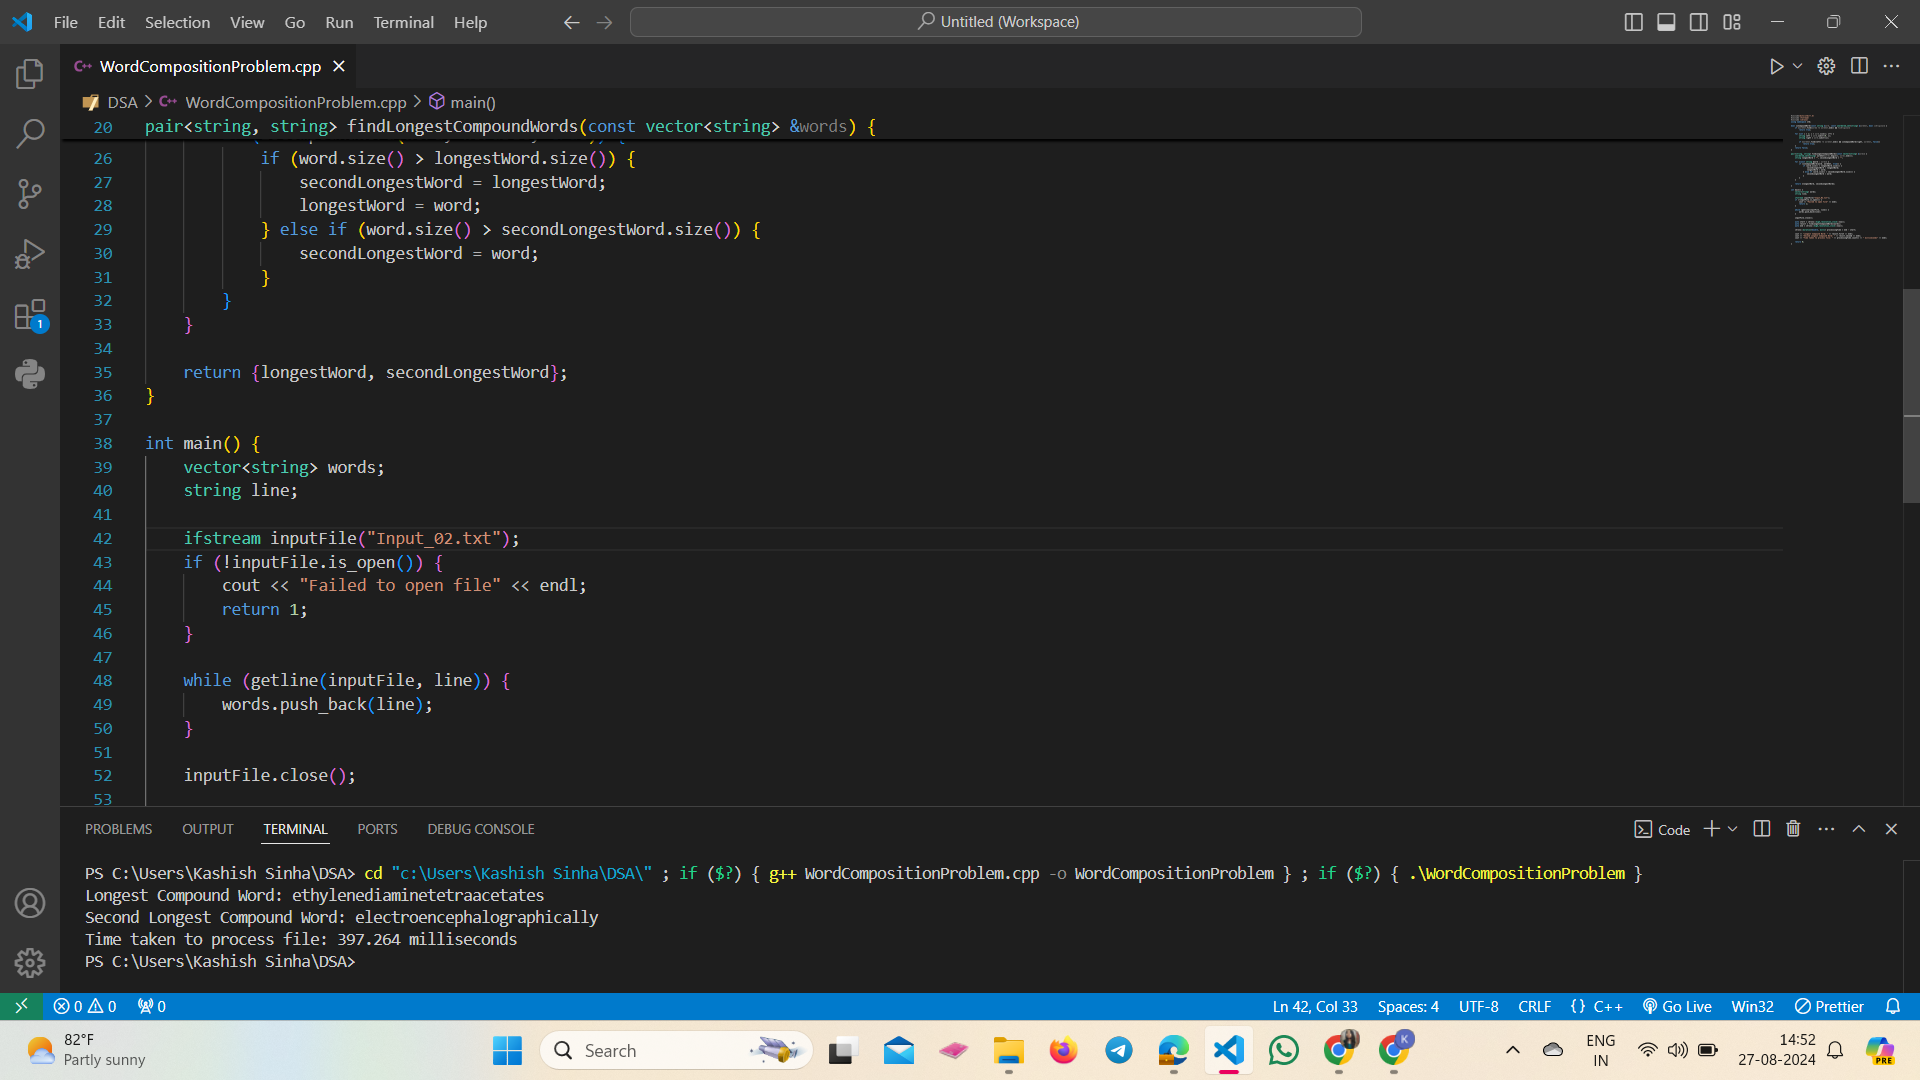 File Edit Selection View Go Run Terminal Help
Untitled (Workspace)
C++ WordCompositionProblem.cpp
DSA > C++ WordCompositionProblem.cpp > main()
20 pair<string, string> findLongestCompoundWords(const vector<string> &words) {
26 if (word.size() > longestWord.size()) {
27 secondLongestWord = longestWord;
28 longestWord = word;
29 } else if (word.size() > secondLongestWord.size()) {
30 secondLongestWord = word;
31 }
32 }
33 }
34
35 return {longestWord, secondLongestWord};
36 }
37
38 int main() {
39 vector<string> words;
40 string line;
41
42 ifstream inputFile("Input_02.txt");
43 if (!inputFile.is_open()) {
44 cout << "Failed to open file" << endl;
45 return 1;
46 }
47
48 while (getline(inputFile, line)) {
49 words.push_back(line);
50 }
51
52 inputFile.close();
53
1
PROBLEMS OUTPUT TERMINAL PORTS DEBUG CONSOLE
Code
PS C:\Users\Kashish Sinha\DSA> cd "c:\Users\Kashish Sinha\DSA\" ; if ($?) { g++ WordCompositionProblem.cpp -o WordCompositionProblem } ; if ($?) { .\WordCompositionProblem }
Longest Compound Word: ethylenediaminetetraacetates
Second Longest Compound Word: electroencephalographically
Time taken to process file: 397.264 milliseconds
PS C:\Users\Kashish Sinha\DSA>
0 0 0 Ln 42, Col 33 Spaces: 4 UTF-8 CRLF {} C++ Go Live Win32 Prettier
82°F
Partly sunny
Search
K
ENG
IN
14:52
27-08-2024
PRE